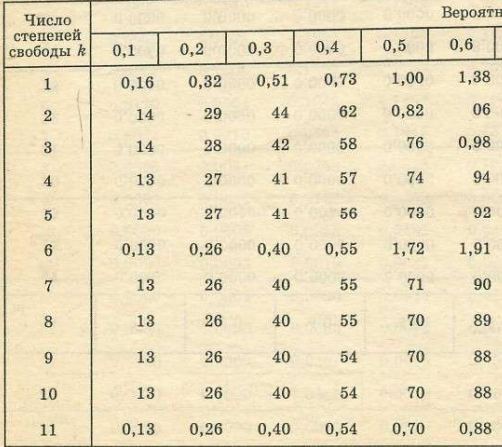 Число степеней свободы k
Вероятн
0,1 0,2 0,3 0,4 0,5 0,6
1 0,16 0,32 0,51 0,73 1,00 1,38
2 14 29 44 62 0,82 06
3 14 28 42 58 76 0,98
4 13 27 41 57 74 94
5 13 27 41 56 73 92
6 0,13 0,26 0,40 0,55 1,72 1,91
7 13 26 40 55 71 90
8 13 26 40 55 70 89
9 13 26 40 54 70 88
10 13 26 40 54 70 88
11 0,13 0,26 0,40 0,54 0,70 0,88